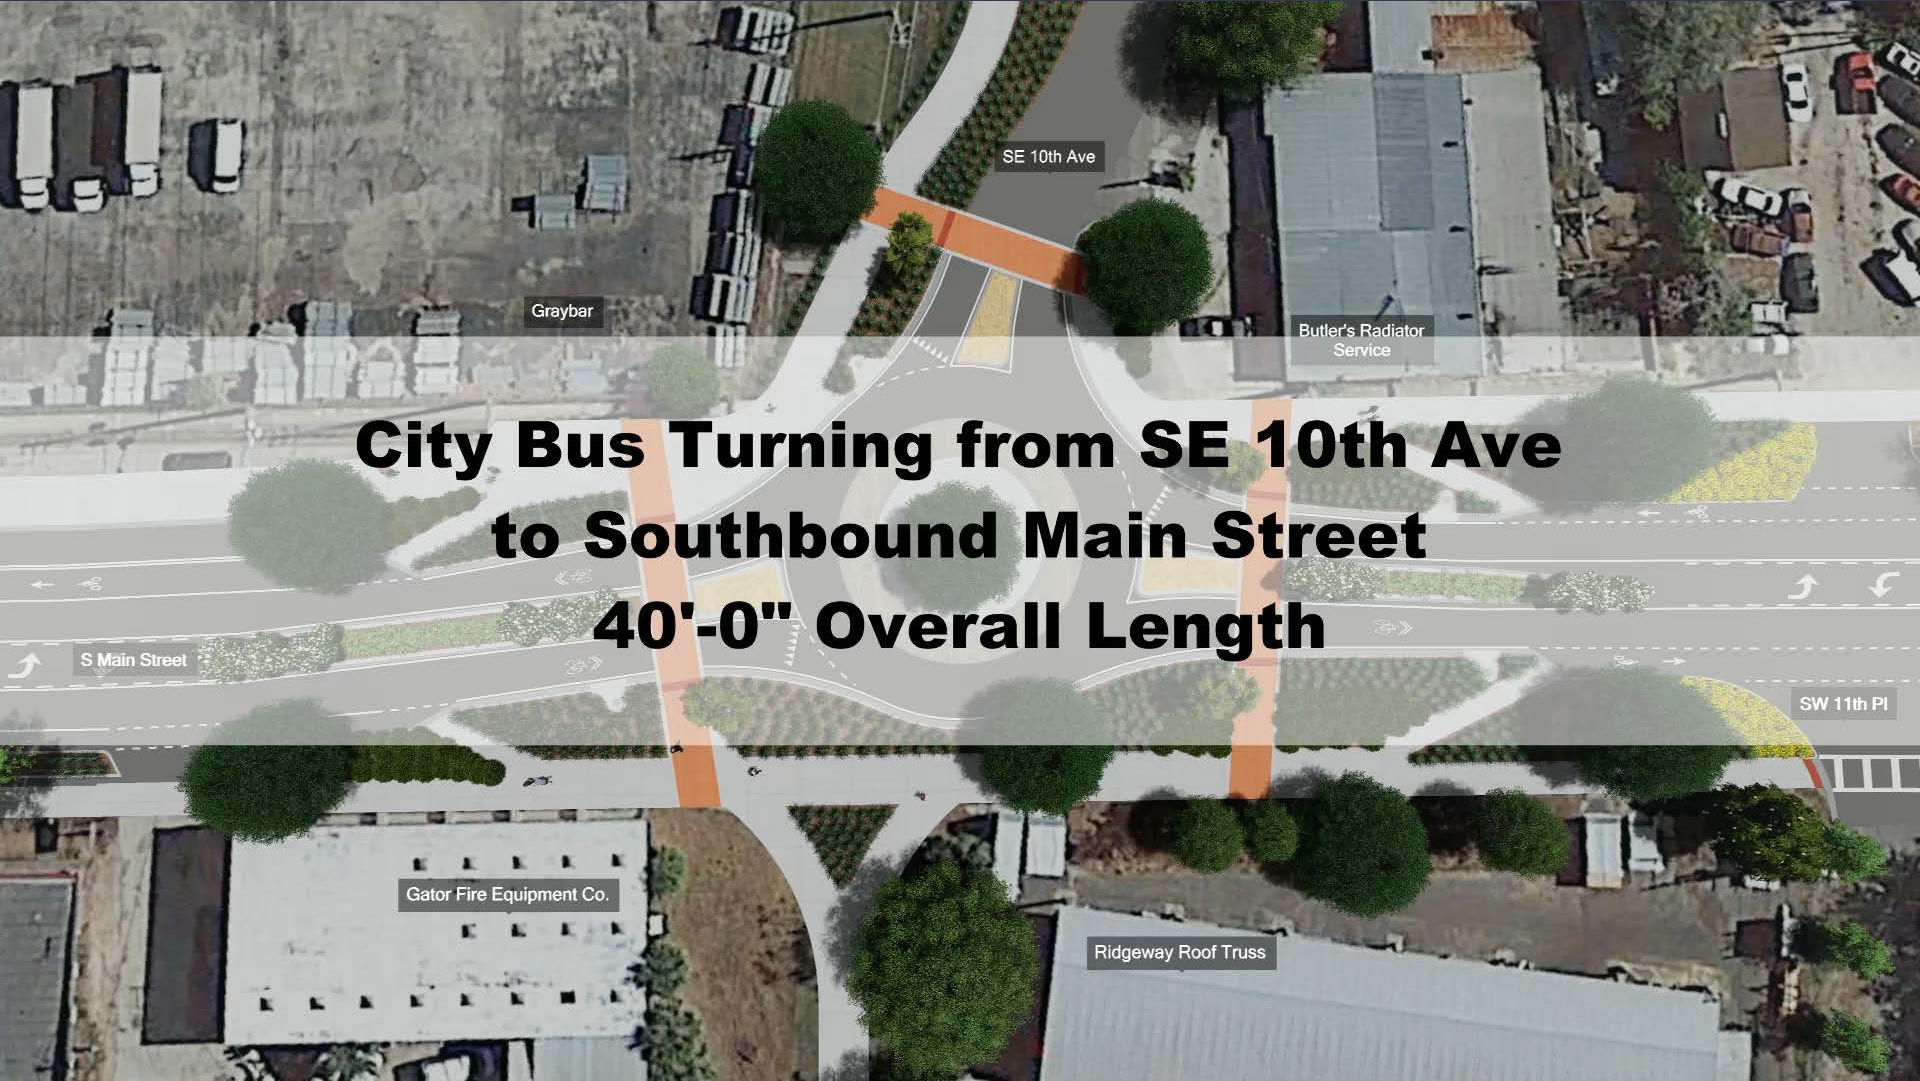 SE 10th Ave
Graybar
Butler's Radiator
Service
City Bus Turning from SE 10th Ave
to Southbound Main Street
40'-0" Overall Length
S Main Street
SW 11th Pl
Gator Fire Equipment Co.
Ridgeway Roof Truss